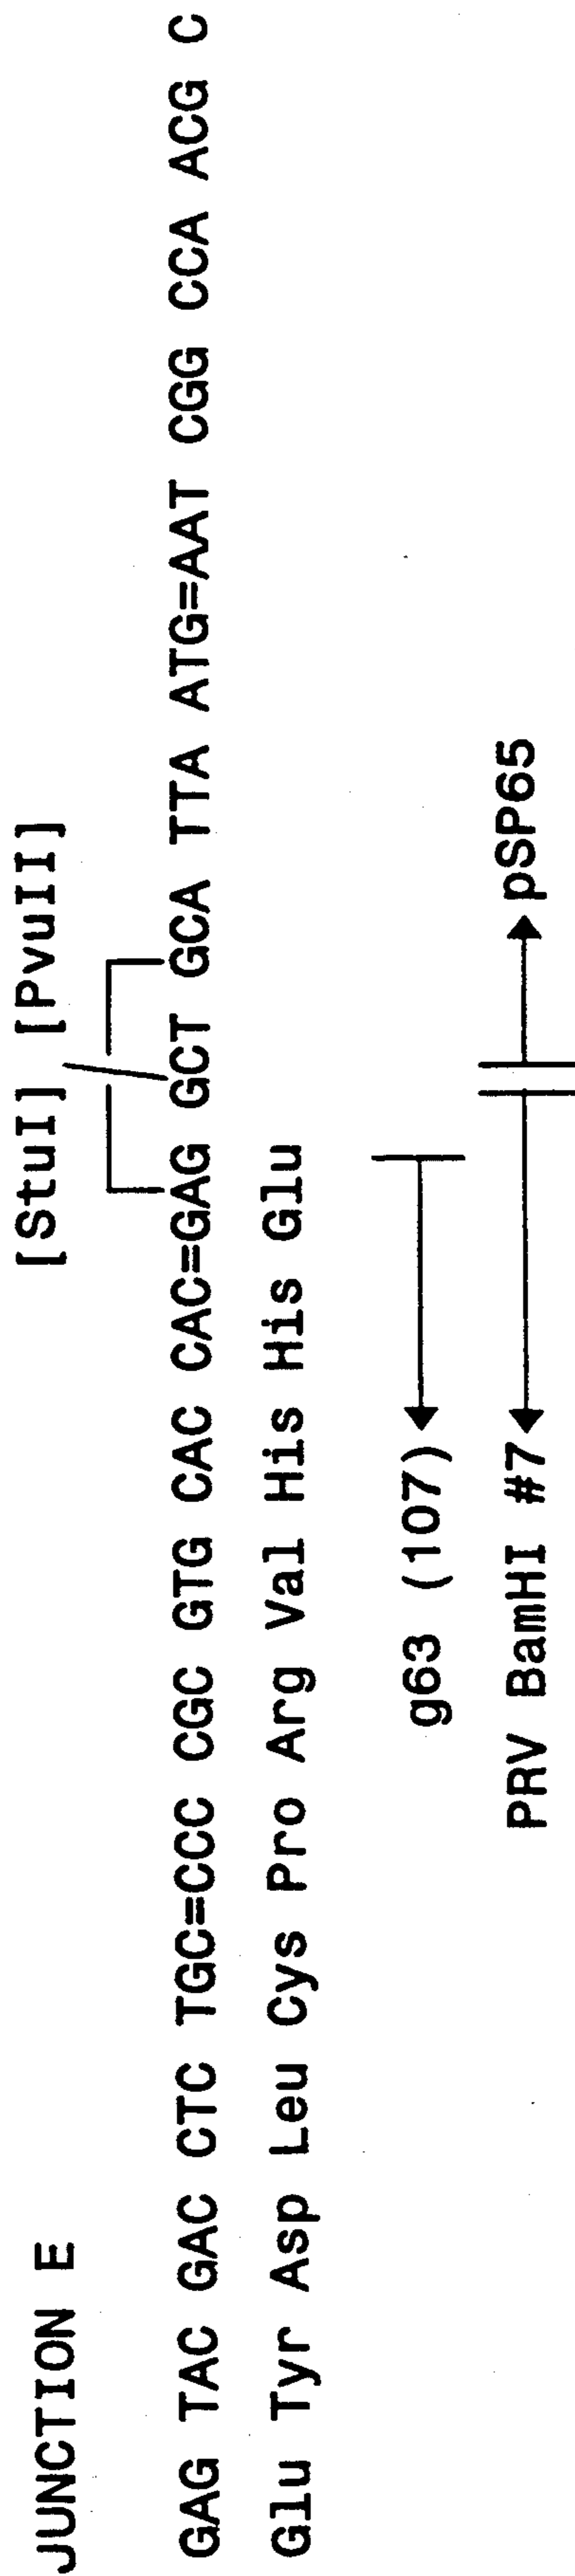 JUNCTION E
[StuI] [PvuII]
GAG TAC GAC CTC TGC=CCC CGC GTG CAC CAC=GAG GCT GCA TTA ATG=AAT CGG CCA ACG C
Glu Tyr Asp Leu Cys Pro Arg Val His His Glu
g63 (107)
PRV BamHI #7 pSP65